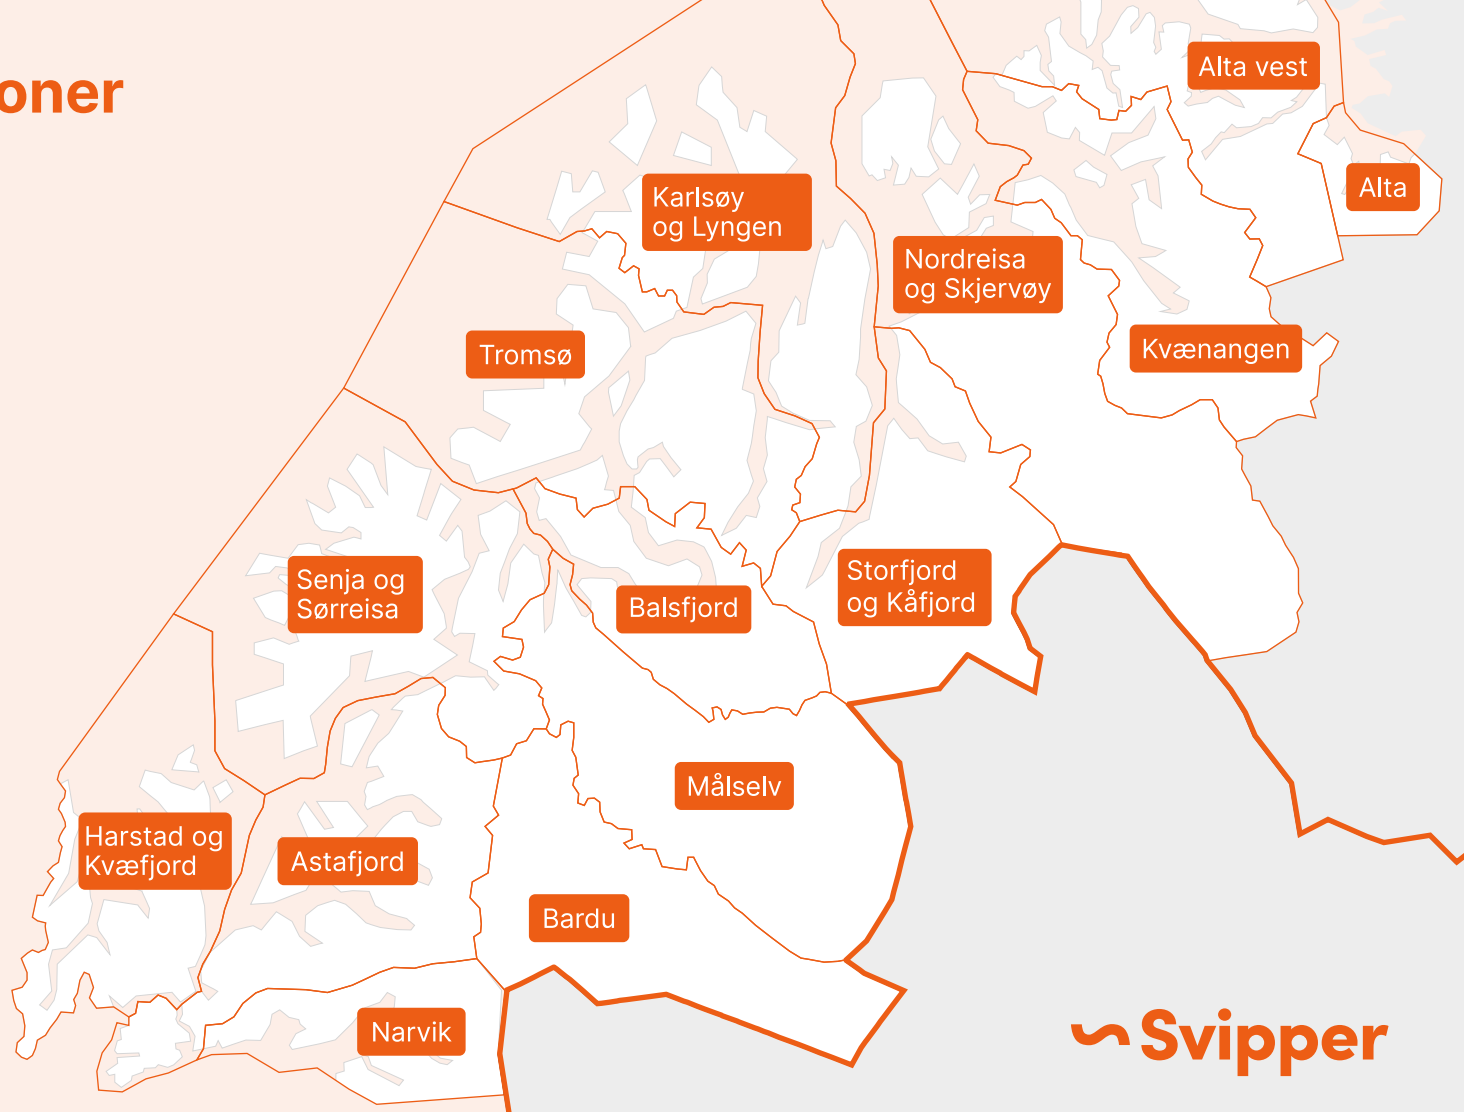 oner
Alta vest
Alta
Karlsøy
og Lyngen
Nordreisa
og Skjervøy
Kvænangen
Tromsø
Senja og
Sørreisa
Balsfjord
Storfjord
og Kåfjord
Målselv
Harstad og
Kvæfjord
Astafjord
Bardu
Narvik
Svipper